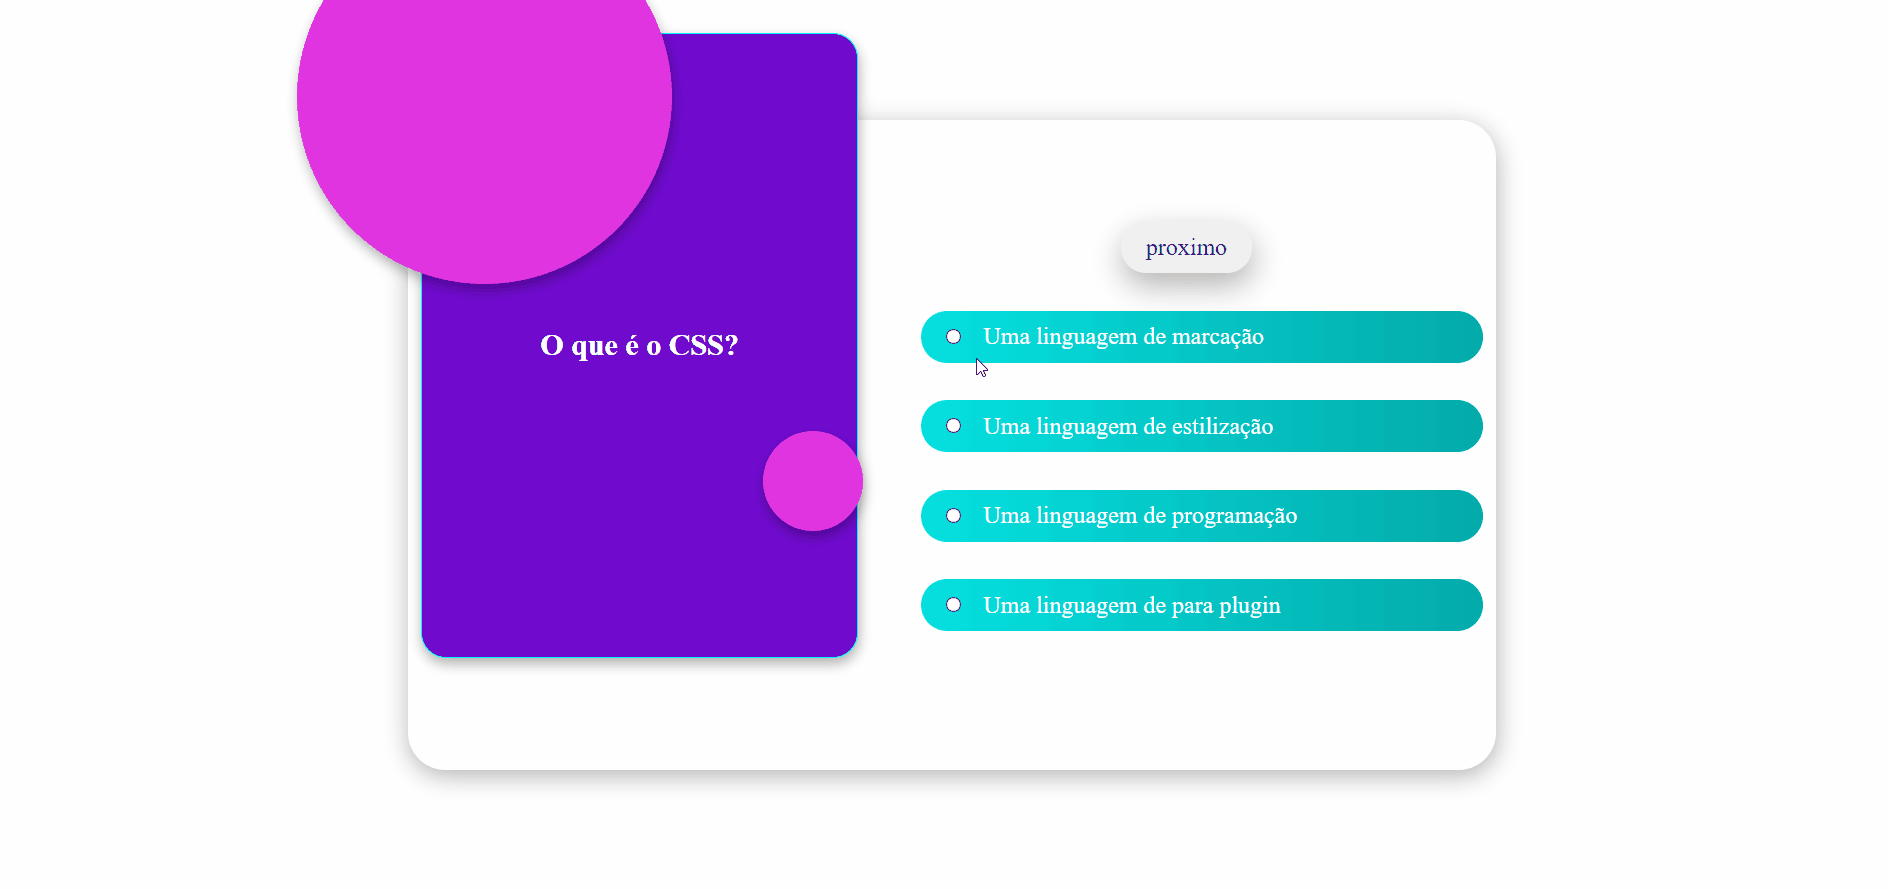 O que é o CSS?
proximo
Uma linguagem de marcação
Uma linguagem de estilização
Uma linguagem de programação
Uma linguagem de para plugin